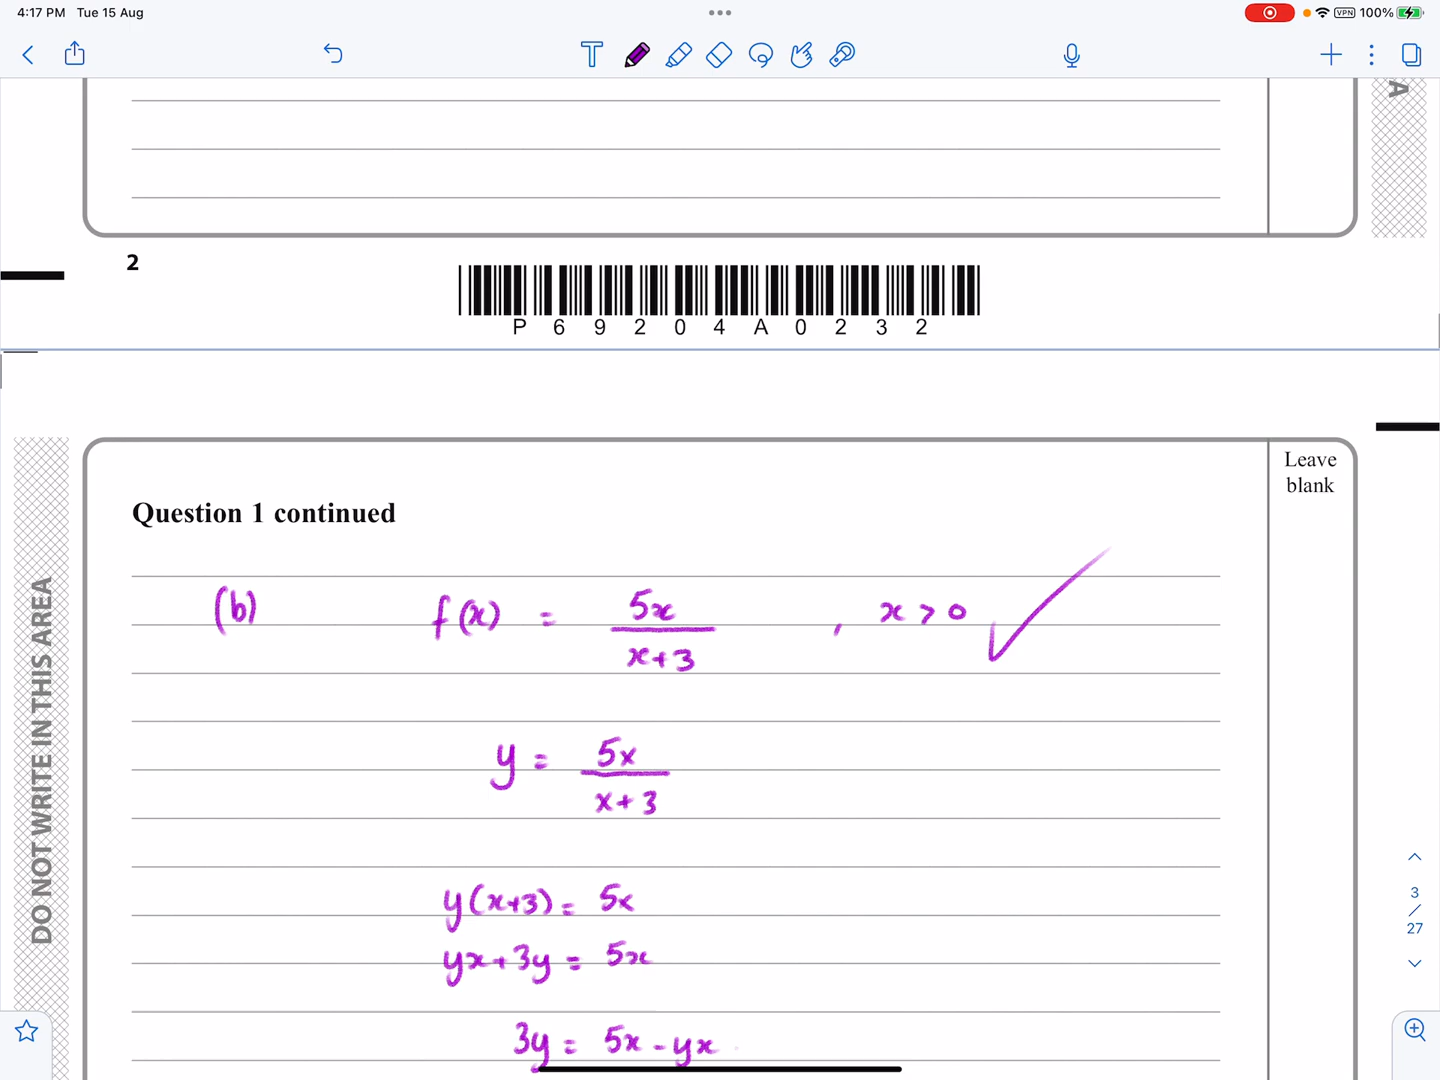 4:17 PM Tue 15 Aug
VPN 100%
T
A
2
P 6 9 2 0 4 A 0 2 3 2
Leave
blank
Question 1 continued
DO NOT WRITE IN THIS AREA
(b) f(x) = 5x / x+3 , x > 0 ✓
y = 5x / x+3
y(x+3) = 5x
yx+3y = 5x
3y = 5x - yx
3
/
27